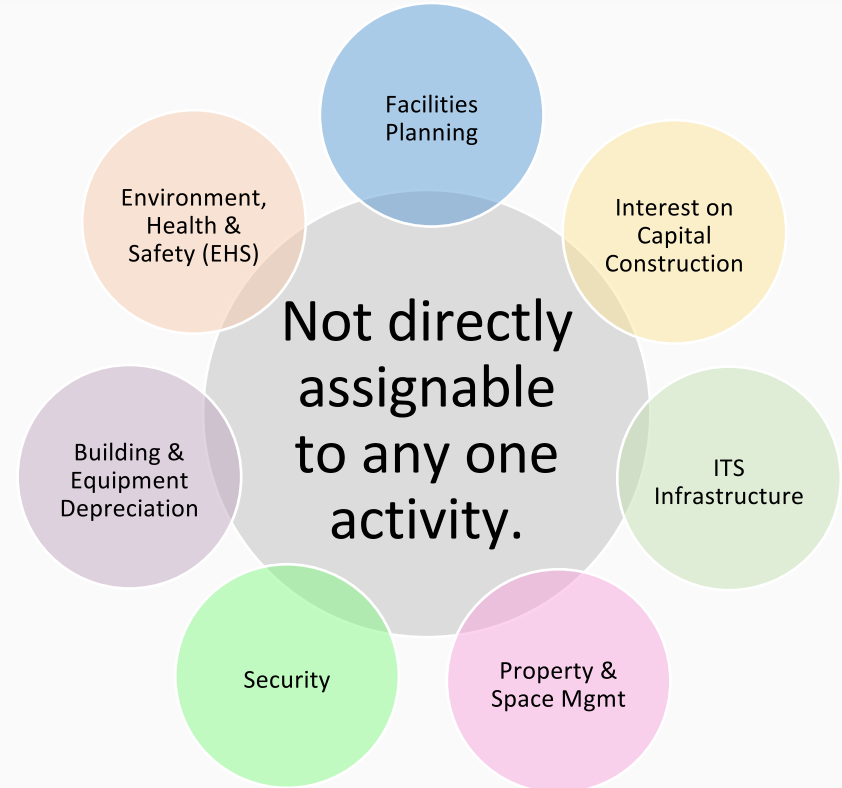 Facilities
Planning
Interest on
Capital
Construction
ITS
Infrastructure
Property &
Space Mgmt
Security
Building &
Equipment
Depreciation
Environment,
Health &
Safety (EHS)
Not directly
assignable
to any one
activity.